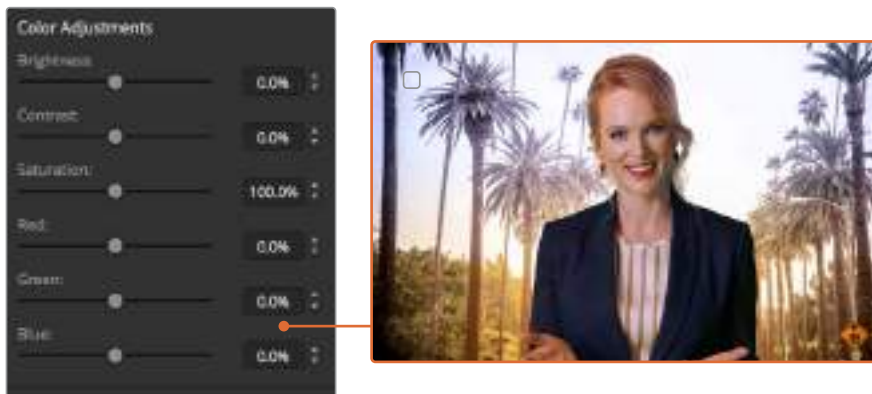 Color Adjustments
Brightness:
0.0%
Contrast:
0.0%
Saturation:
100.0%
Red:
0.0%
Green:
0.0%
Blue:
0.0%